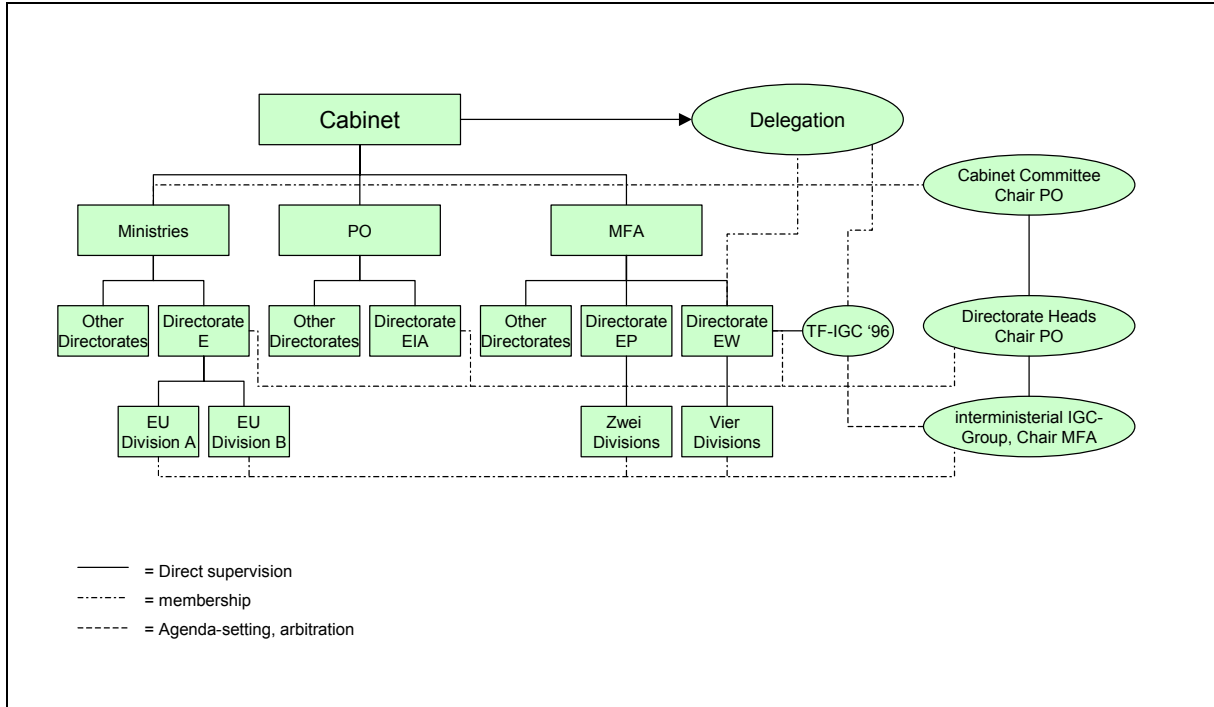 Cabinet
Delegation
Cabinet Committee
Chair PO
Ministries
PO
MFA
Other
Directorates
Directorate
E
Other
Directorates
Directorate
EIA
Other
Directorates
Directorate
EP
Directorate
EW
TF-IGC ‘96
Directorate Heads
Chair PO
EU
Division A
EU
Division B
Zwei
Divisions
Vier
Divisions
interministerial IGC-
Group, Chair MFA
= Direct supervision
= membership
= Agenda-setting, arbitration